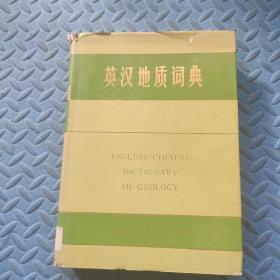 英汉地质词典
ENGLISH CHINESE
DICTIONARY
OF GEOLOGY